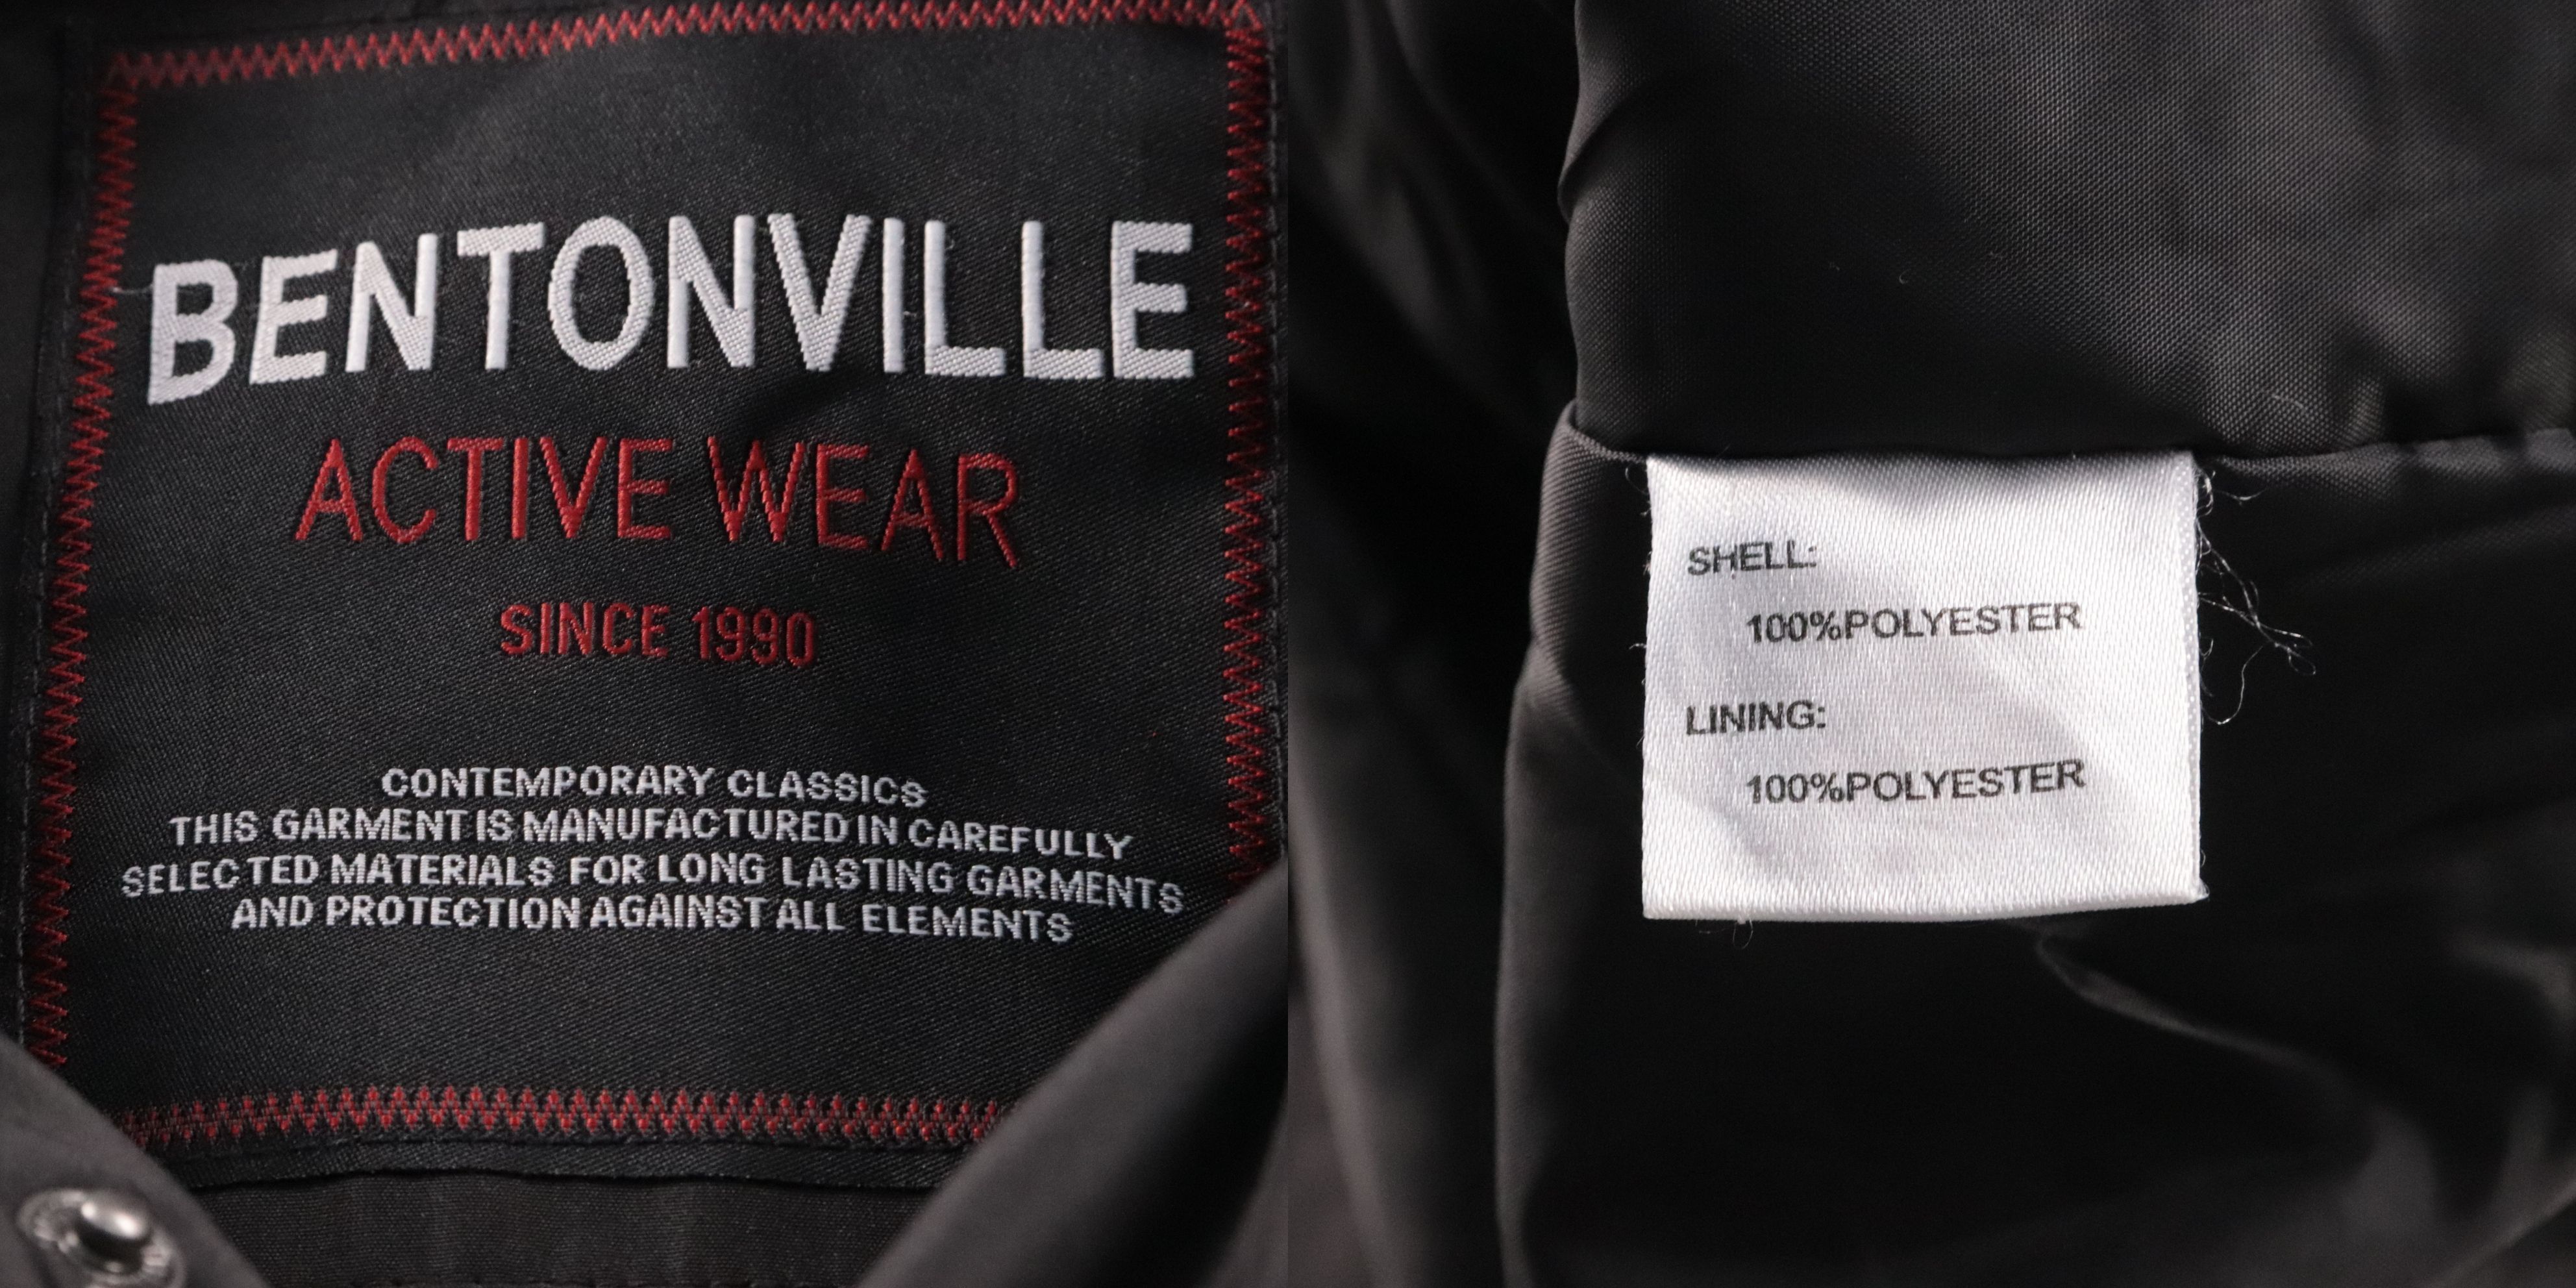 BENTONVILLE
ACTIVE WEAR
SINCE 1990
CONTEMPORARY CLASSICS
THIS GARMENT IS MANUFACTURED IN CAREFULLY
SELECTED MATERIALS FOR LONG LASTING GARMENTS
AND PROTECTION AGAINST ALL ELEMENTS
SHELL:
100%POLYESTER
LINING:
100%POLYESTER